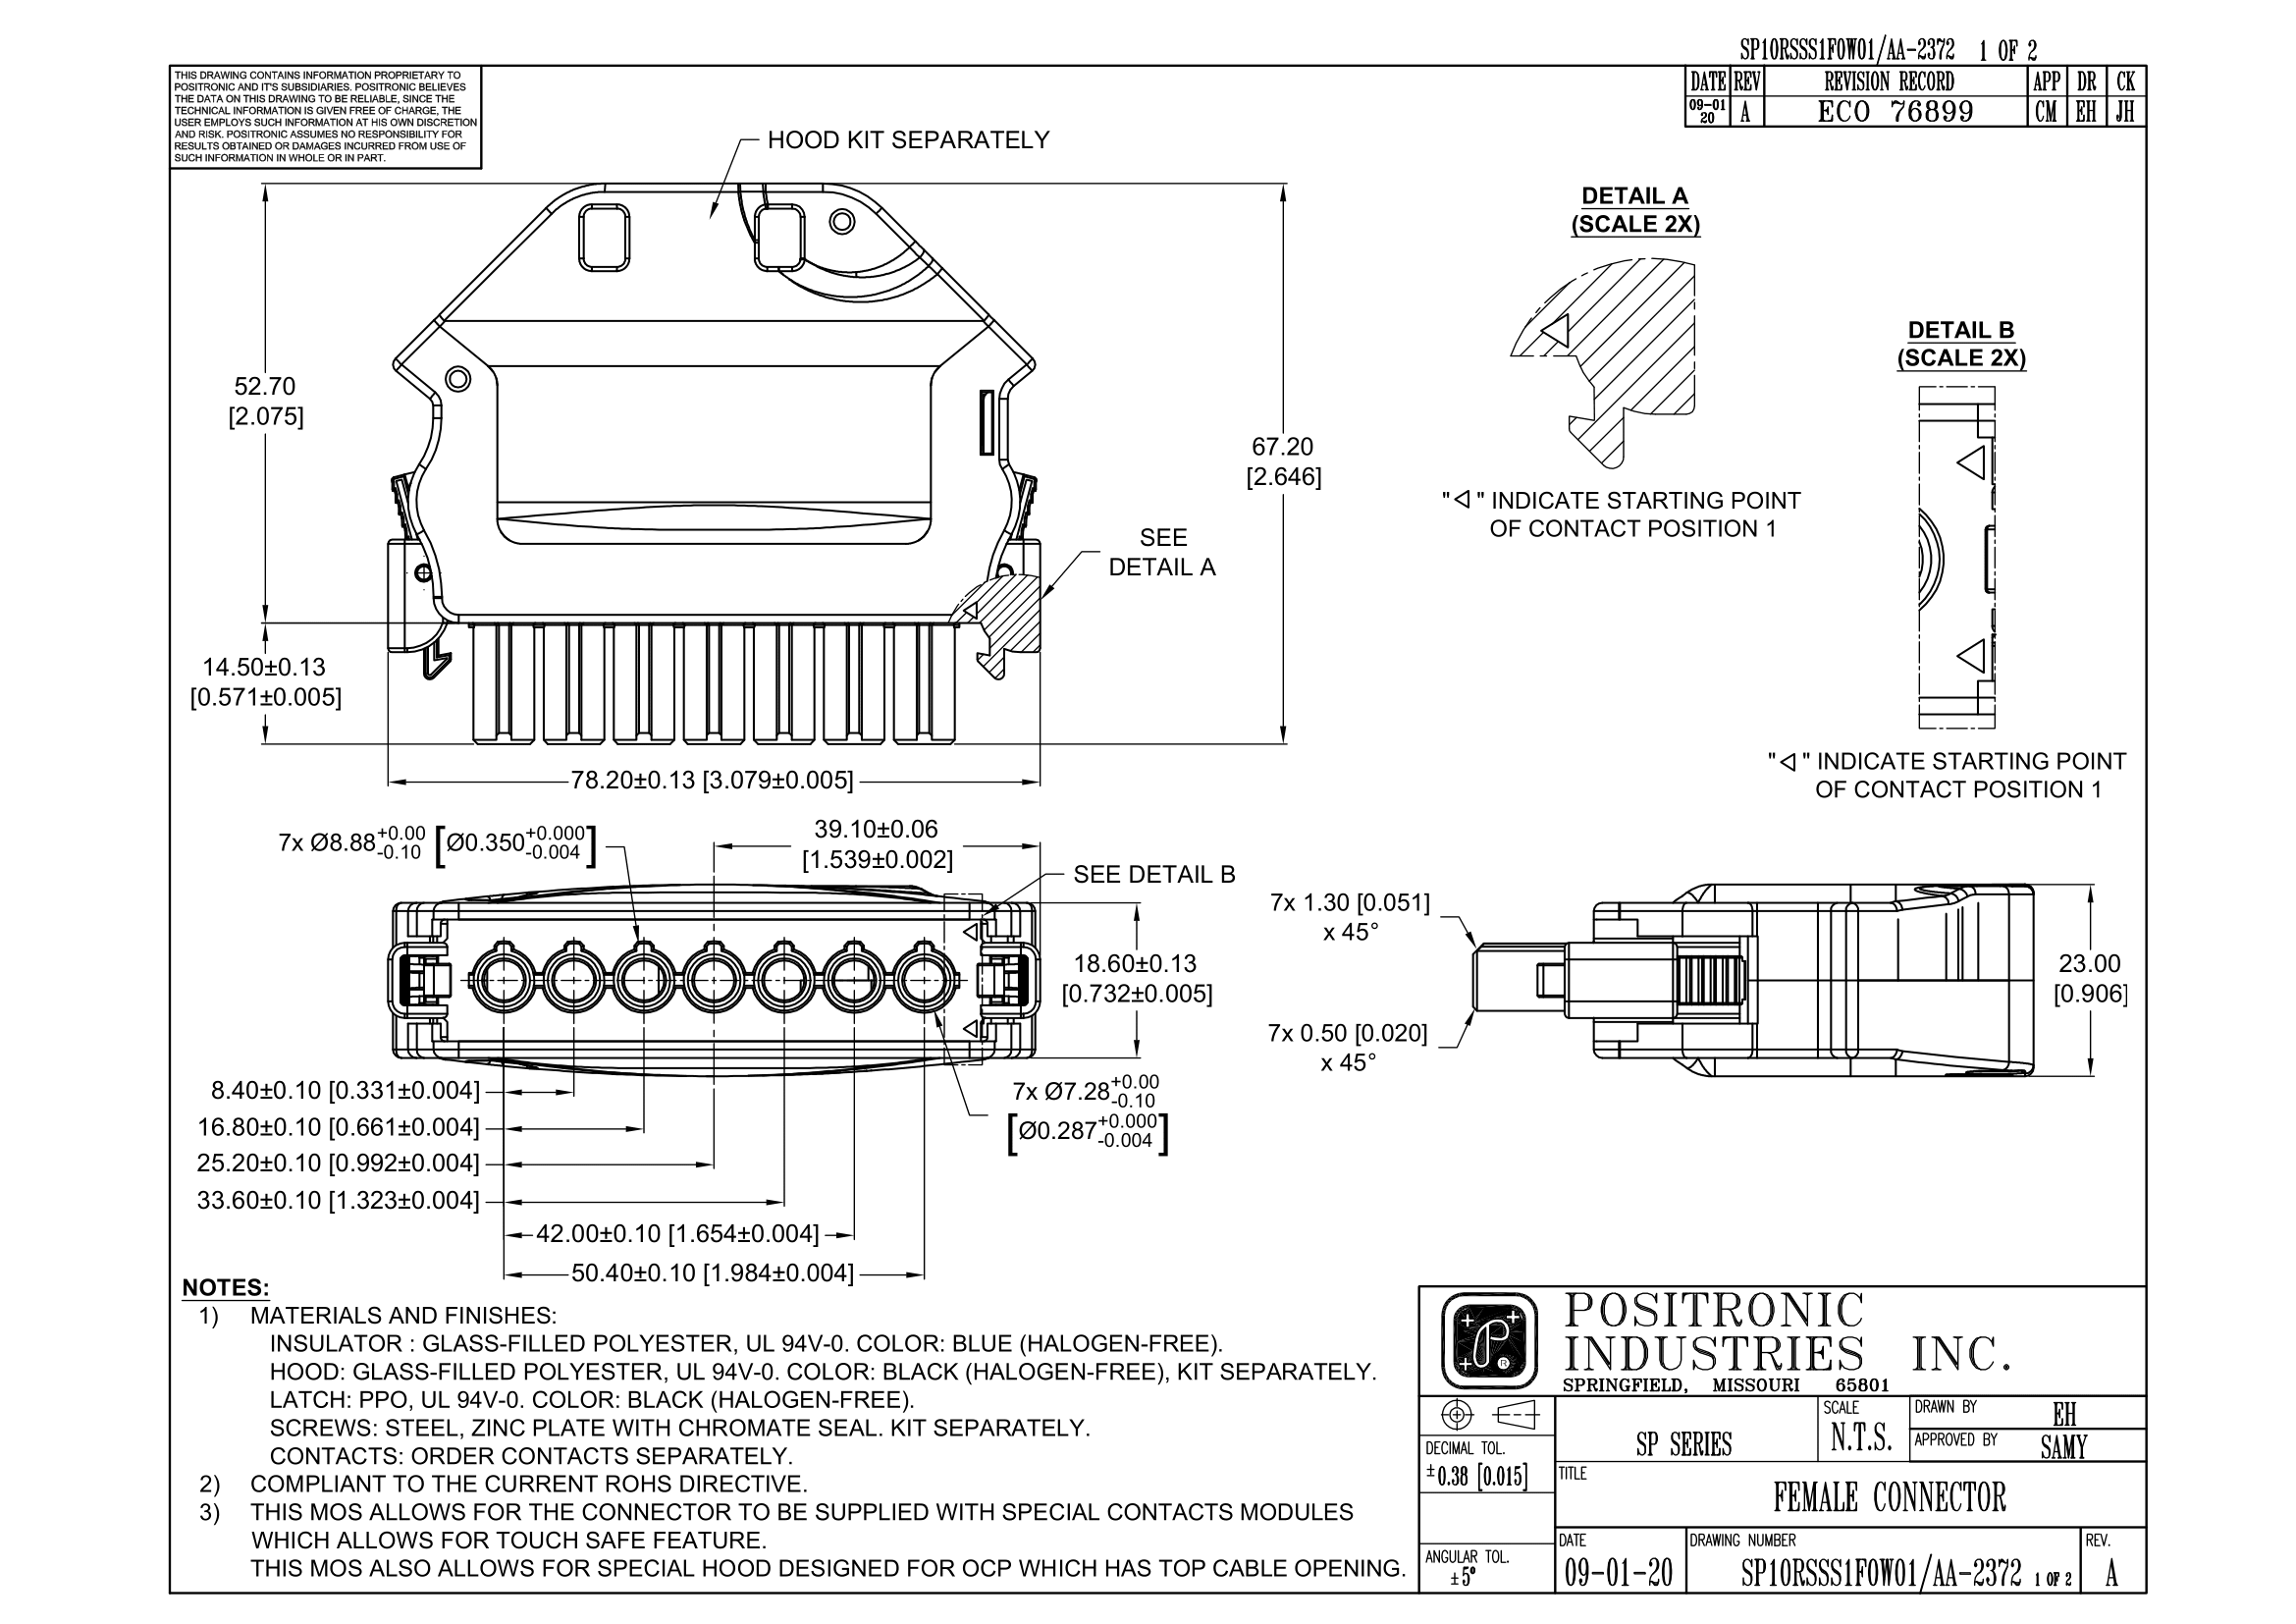 SP10RSSS1F0W01/AA-2372 1 OF 2
THIS DRAWING CONTAINS INFORMATION PROPRIETARY TO
POSITRONIC AND IT'S SUBSIDIARIES. POSITRONIC BELIEVES
THE DATA ON THIS DRAWING TO BE RELIABLE, SINCE THE
TECHNICAL INFORMATION IS GIVEN FREE OF CHARGE, THE
USER EMPLOYS SUCH INFORMATION AT HIS OWN DISCRETION
AND RISK. POSITRONIC ASSUMES NO RESPONSIBILITY FOR
RESULTS OBTAINED OR DAMAGES INCURRED FROM USE OF
SUCH INFORMATION IN WHOLE OR IN PART.
DATE REV REVISION RECORD APP DR CK
09-01
20 A ECO 76899 CM EH JH
HOOD KIT SEPARATELY
DETAIL A
(SCALE 2X)
DETAIL B
(SCALE 2X)
52.70
[2.075]
67.20
[2.646]
"◁" INDICATE STARTING POINT
OF CONTACT POSITION 1
SEE
DETAIL A
14.50±0.13
[0.571±0.005]
"◁" INDICATE STARTING POINT
OF CONTACT POSITION 1
78.20±0.13 [3.079±0.005]
7x Ø8.88 +0.00 -0.10 [Ø0.350 +0.000 -0.004]
39.10±0.06
[1.539±0.002]
SEE DETAIL B
7x 1.30 [0.051]
x 45°
18.60±0.13
[0.732±0.005]
23.00
[0.906]
7x 0.50 [0.020]
x 45°
8.40±0.10 [0.331±0.004]
16.80±0.10 [0.661±0.004]
25.20±0.10 [0.992±0.004]
33.60±0.10 [1.323±0.004]
42.00±0.10 [1.654±0.004]
50.40±0.10 [1.984±0.004]
7x Ø7.28 +0.00 -0.10
[Ø0.287 +0.000 -0.004]
NOTES:
1) MATERIALS AND FINISHES:
INSULATOR : GLASS-FILLED POLYESTER, UL 94V-0. COLOR: BLUE (HALOGEN-FREE).
HOOD: GLASS-FILLED POLYESTER, UL 94V-0. COLOR: BLACK (HALOGEN-FREE), KIT SEPARATELY.
LATCH: PPO, UL 94V-0. COLOR: BLACK (HALOGEN-FREE).
SCREWS: STEEL, ZINC PLATE WITH CHROMATE SEAL. KIT SEPARATELY.
CONTACTS: ORDER CONTACTS SEPARATELY.
2) COMPLIANT TO THE CURRENT ROHS DIRECTIVE.
3) THIS MOS ALLOWS FOR THE CONNECTOR TO BE SUPPLIED WITH SPECIAL CONTACTS MODULES
WHICH ALLOWS FOR TOUCH SAFE FEATURE.
THIS MOS ALSO ALLOWS FOR SPECIAL HOOD DESIGNED FOR OCP WHICH HAS TOP CABLE OPENING.
P ®
POSITRONIC
INDUSTRIES INC.
SPRINGFIELD, MISSOURI 65801
DECIMAL TOL.
±0.38 [0.015]
ANGULAR TOL.
±5°
SP SERIES
SCALE
N.T.S.
DRAWN BY EH
APPROVED BY SAMY
TITLE
FEMALE CONNECTOR
DATE
09-01-20
DRAWING NUMBER
SP10RSSS1F0W01/AA-2372 1 OF 2
REV.
A